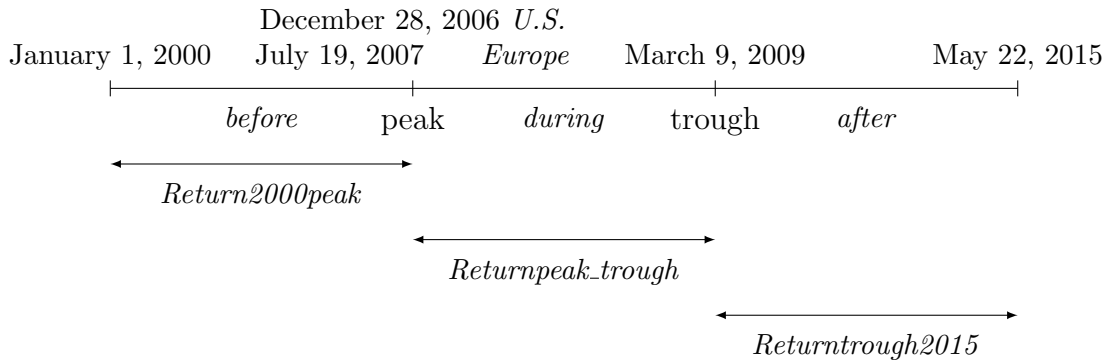 December 28, 2006 U.S.
January 1, 2000 July 19, 2007 Europe March 9, 2009 May 22, 2015
before peak during trough after
Return2000peak
Returnpeak_trough
Returntrough2015